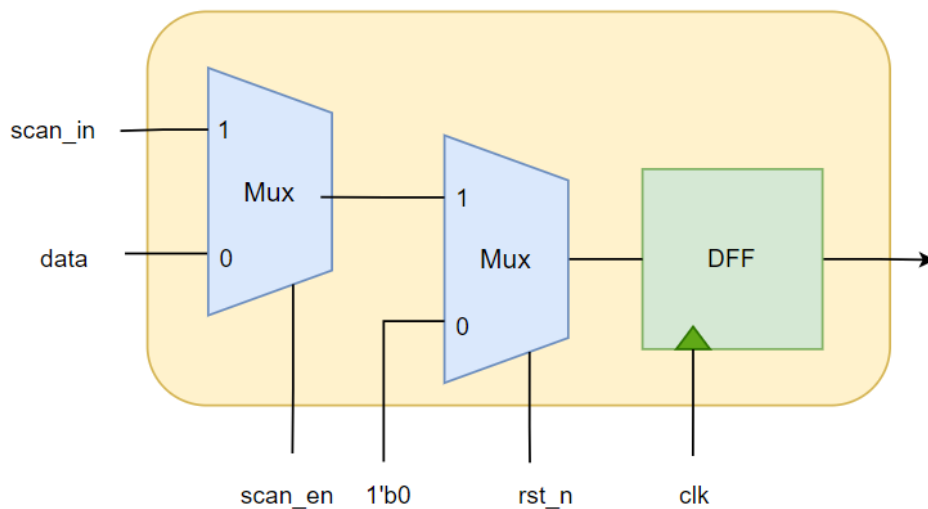 scan_in
1
Mux
data
0
1
Mux
0
DFF
scan_en
1'b0
rst_n
clk